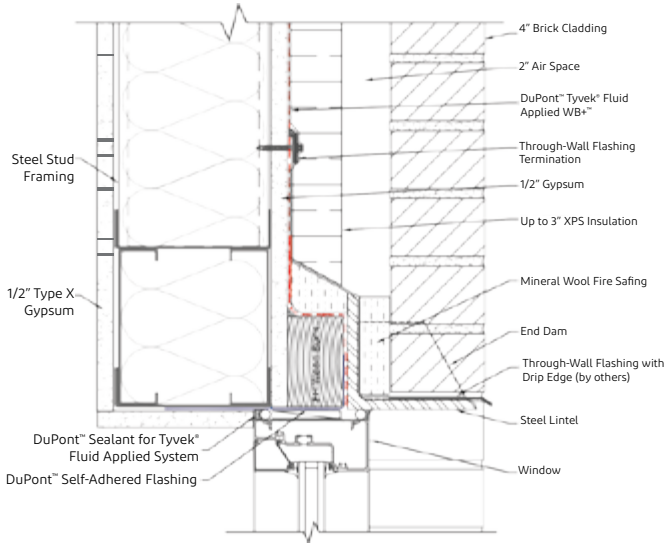 4” Brick Cladding
2” Air Space
DuPont™ Tyvek® Fluid
Applied WB+™
Through-Wall Flashing
Termination
1/2” Gypsum
Up to 3” XPS Insulation
Mineral Wool Fire Safing
End Dam
Through-Wall Flashing with
Drip Edge (by others)
Steel Lintel
Window
Steel Stud
Framing
1/2” Type X
Gypsum
DuPont™ Sealant for Tyvek®
Fluid Applied System
DuPont™ Self-Adhered Flashing